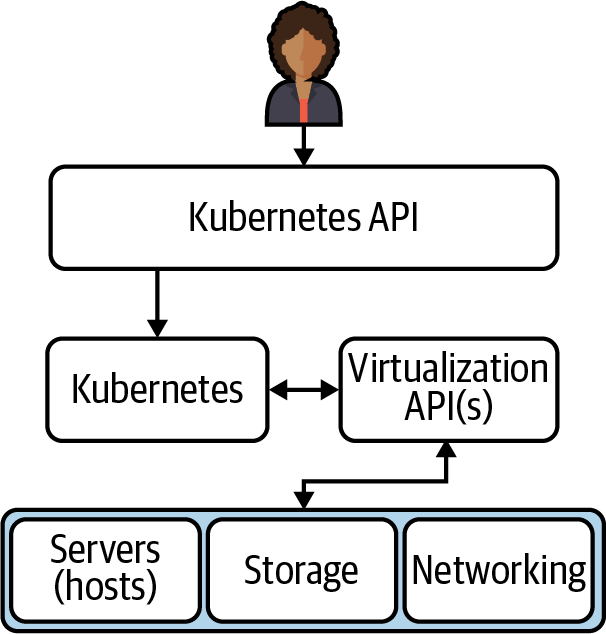 Kubernetes API
Kubernetes
Virtualization
API(s)
Servers
(hosts)
Storage
Networking